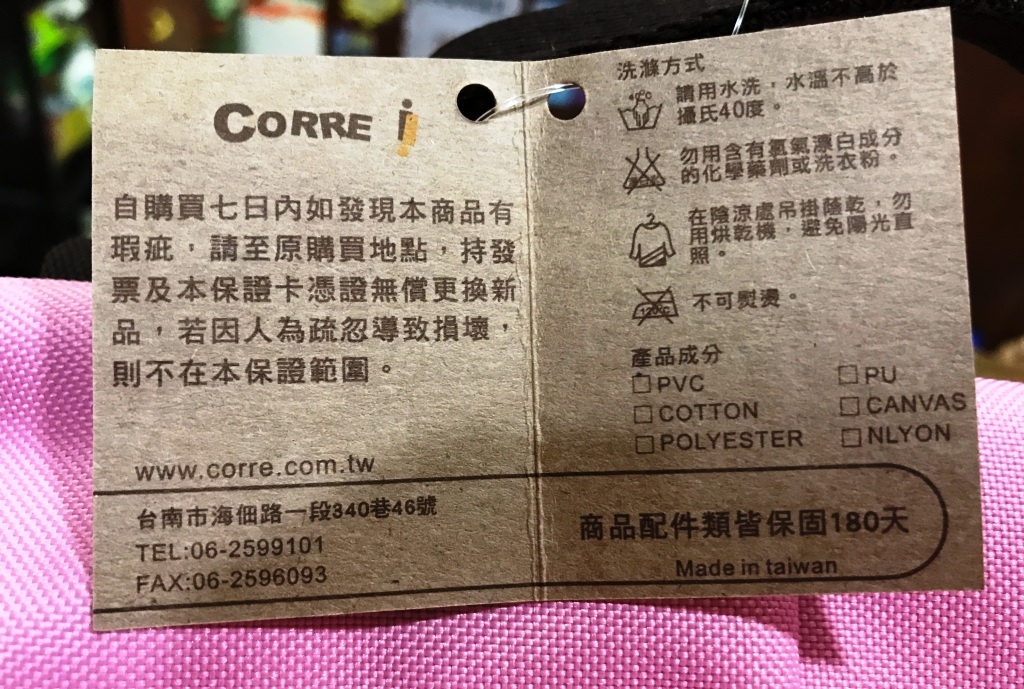 CORRE i
自購買七日內如發現本商品有
瑕疵,請至原購買地點,持發
票及本保證卡憑證無償更換新
品,若因人為疏忽導致損壞,
則不在本保證範圍。
www.corre.com.tw
台南市海佃路一段340巷46號
TEL:06-2599101
FAX:06-2596093
洗滌方式
請用水洗,水溫不高於
攝氏40度。
勿用含有氯氣漂白成分
的化學藥劑或洗衣粉。
在陰涼處吊掛蔭乾,勿
用烘乾機,避免陽光直
照。
不可熨燙。
產品成分
□PVC □PU
□COTTON □CANVAS
□POLYESTER □NLYON
商品配件類皆保固180天
Made in taiwan